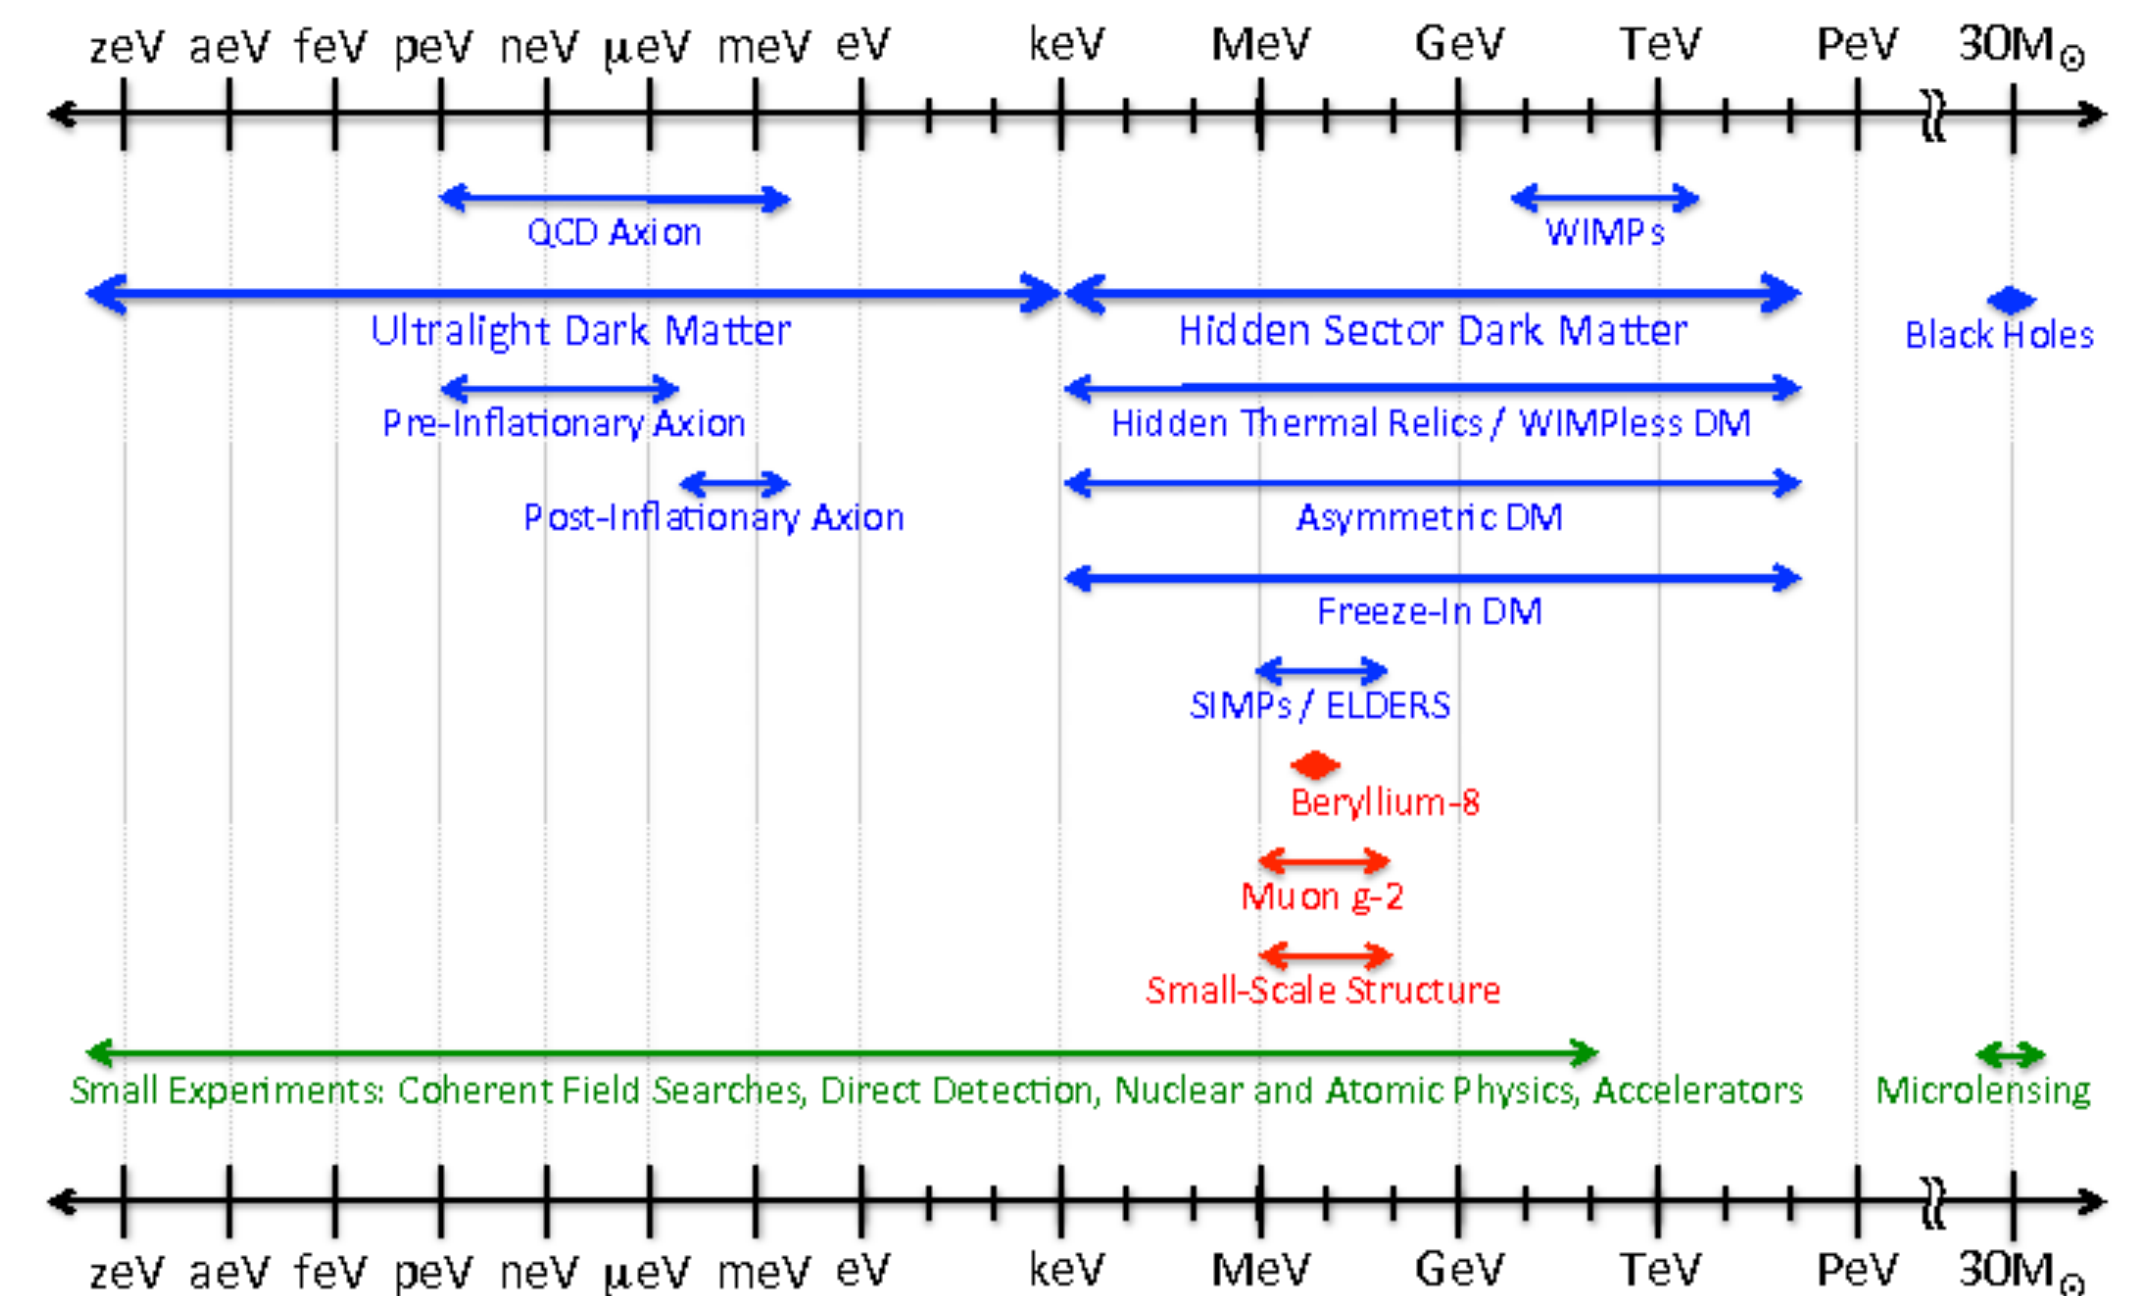 zeV aeV feV peV neV μeV meV eV keV MeV GeV TeV PeV 30M⊙
QCD Axion WIMPs
Ultralight Dark Matter Hidden Sector Dark Matter Black Holes
Pre-Inflationary Axion Hidden Thermal Relics / WIMPless DM
Post-Inflationary Axion Asymmetric DM
Freeze-In DM
SIMPs / ELDERS
Beryllium-8
Muon g-2
Small-Scale Structure
Small Experiments: Coherent Field Searches, Direct Detection, Nuclear and Atomic Physics, Accelerators Microlensing
zeV aeV feV peV neV μeV meV eV keV MeV GeV TeV PeV 30M⊙